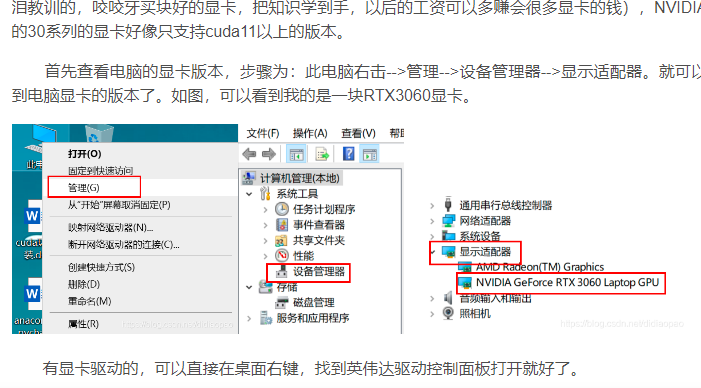 泪教训的，咬咬牙买块好的显卡，把知识学到手，以后的工资可以多赚会很多显卡的钱），NVIDIA
的30系列的显卡好像只支持cuda11以上的版本。
首先查看电脑的显卡版本，步骤为：此电脑右击-->管理-->设备管理器-->显示适配器。就可以
到电脑显卡的版本了。如图，可以看到我的是一块RTX3060显卡。
此电
打开(O)
固定到快速访问
管理(G)
从"开始"屏幕取消固定(P)
映射网络驱动器(N)...
断开网络驱动器的连接(C)...
创建快捷方式(S)
删除(D)
重命名(M)
属性(R)
cuda
装.d
anaco
文件(F) 操作(A) 查看(V) 帮
计算机管理(本地)
系统工具
任务计划程序
事件查看器
共享文件夹
性能
设备管理器
存储
磁盘管理
服务和应用程序
通用串行总线控制器
网络适配器
系统设备
显示适配器
AMD Radeon(TM) Graphics
NVIDIA GeForce RTX 3060 Laptop GPU
音频输入和输出
照相机
有显卡驱动的，可以直接在桌面右键，找到英伟达驱动控制面板打开就好了。